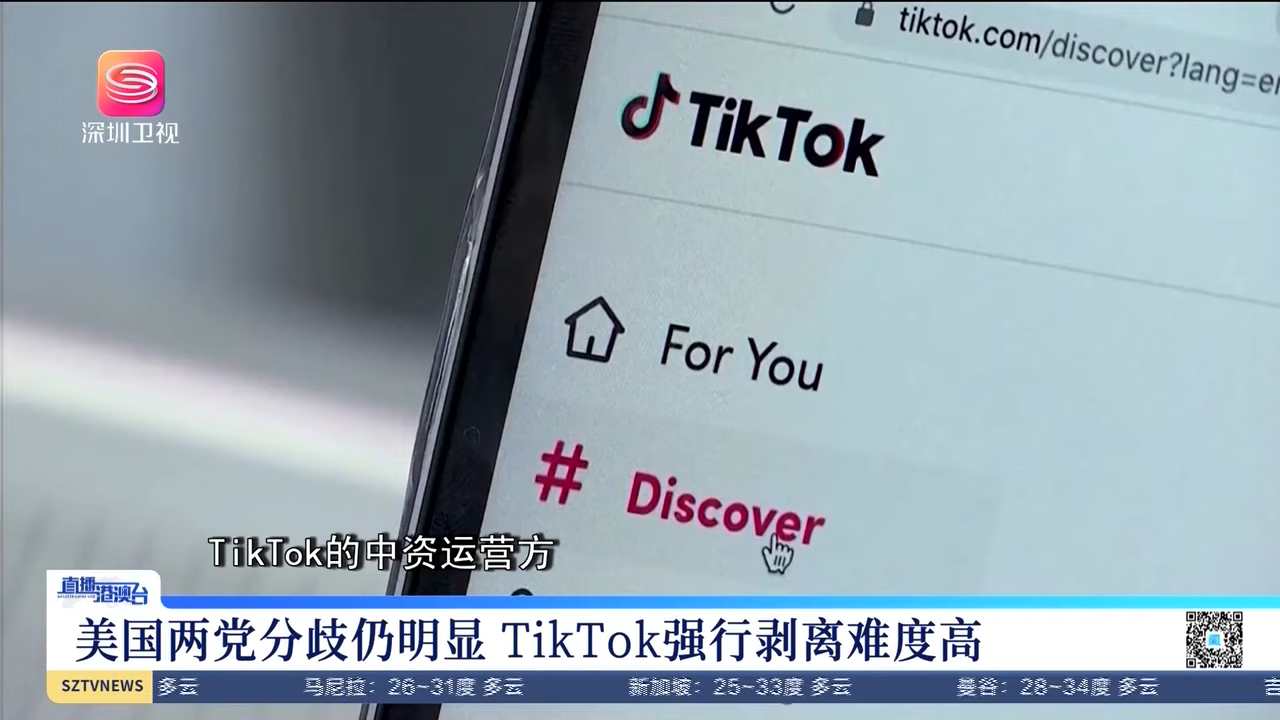 tiktok.com/discover?lang=e
深圳卫视
TikTok
For You
# Discover
TikTok的中资运营方
直播港澳台
美国两党分歧仍明显 TikTok强行剥离难度高
SZTVNEWS
多云 马尼拉：26~31度 多云 新加坡：25~33度 多云 曼谷：28~34度 多云